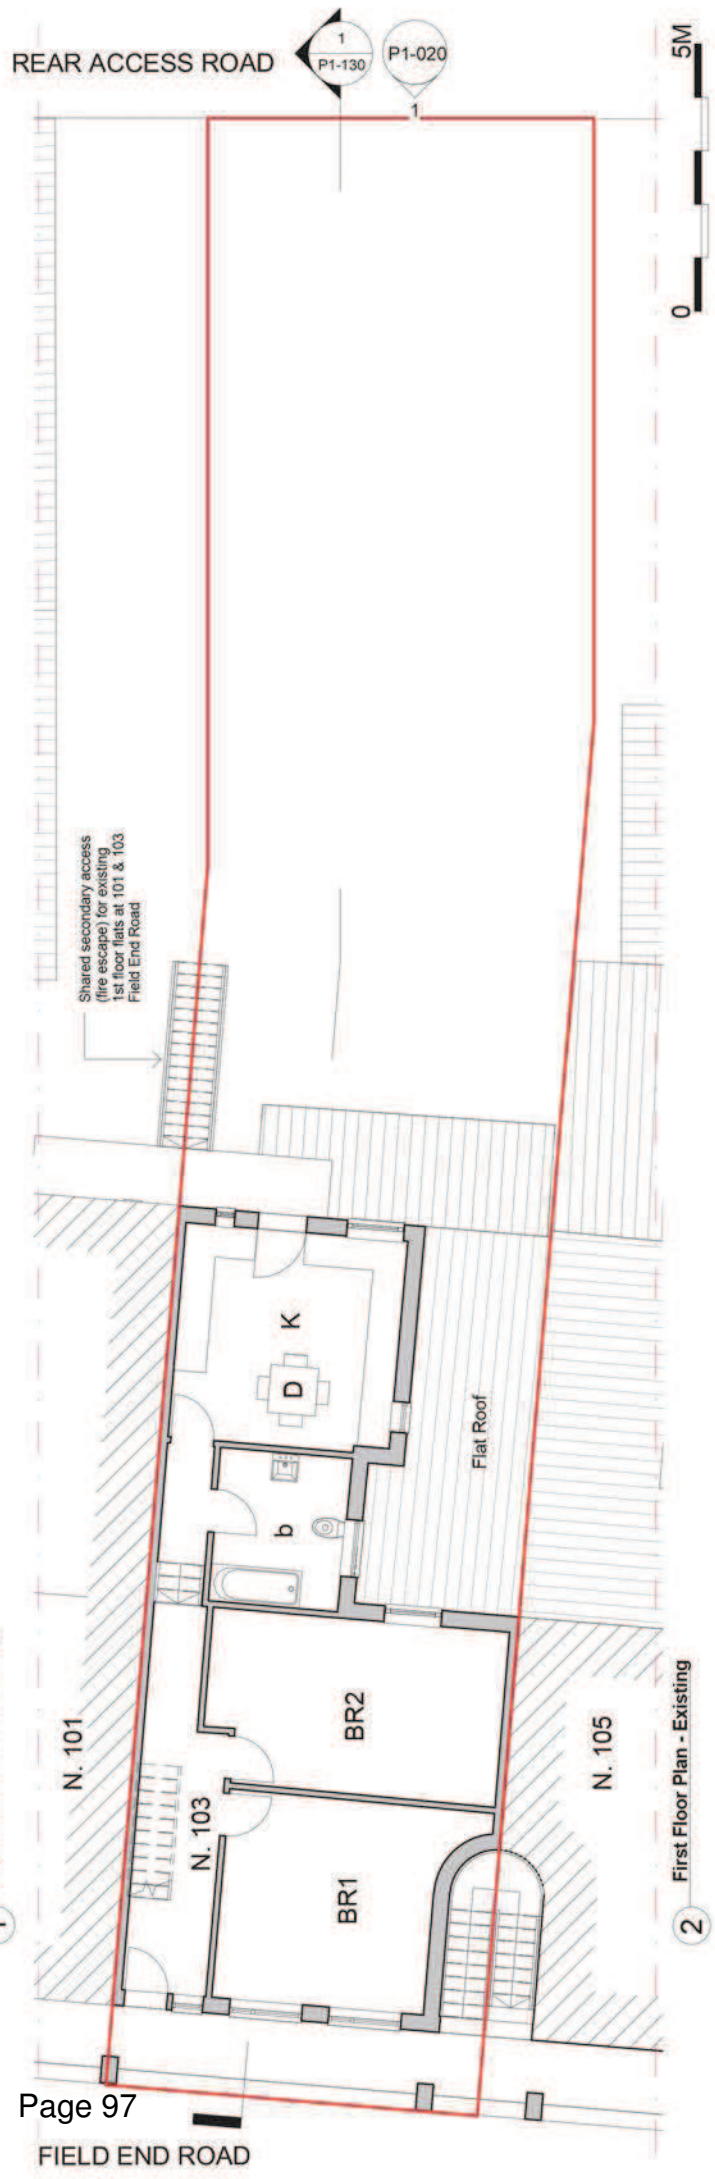 REAR ACCESS ROAD
1
P1-130
P1-020
1
5M
0
Shared secondary access
(fire escape) for existing
1st floor flats at 101 & 103
Field End Road
K
D
Flat Roof
b
N. 101
BR2
N. 103
N. 105
BR1
2
First Floor Plan - Existing
Page 97
FIELD END ROAD